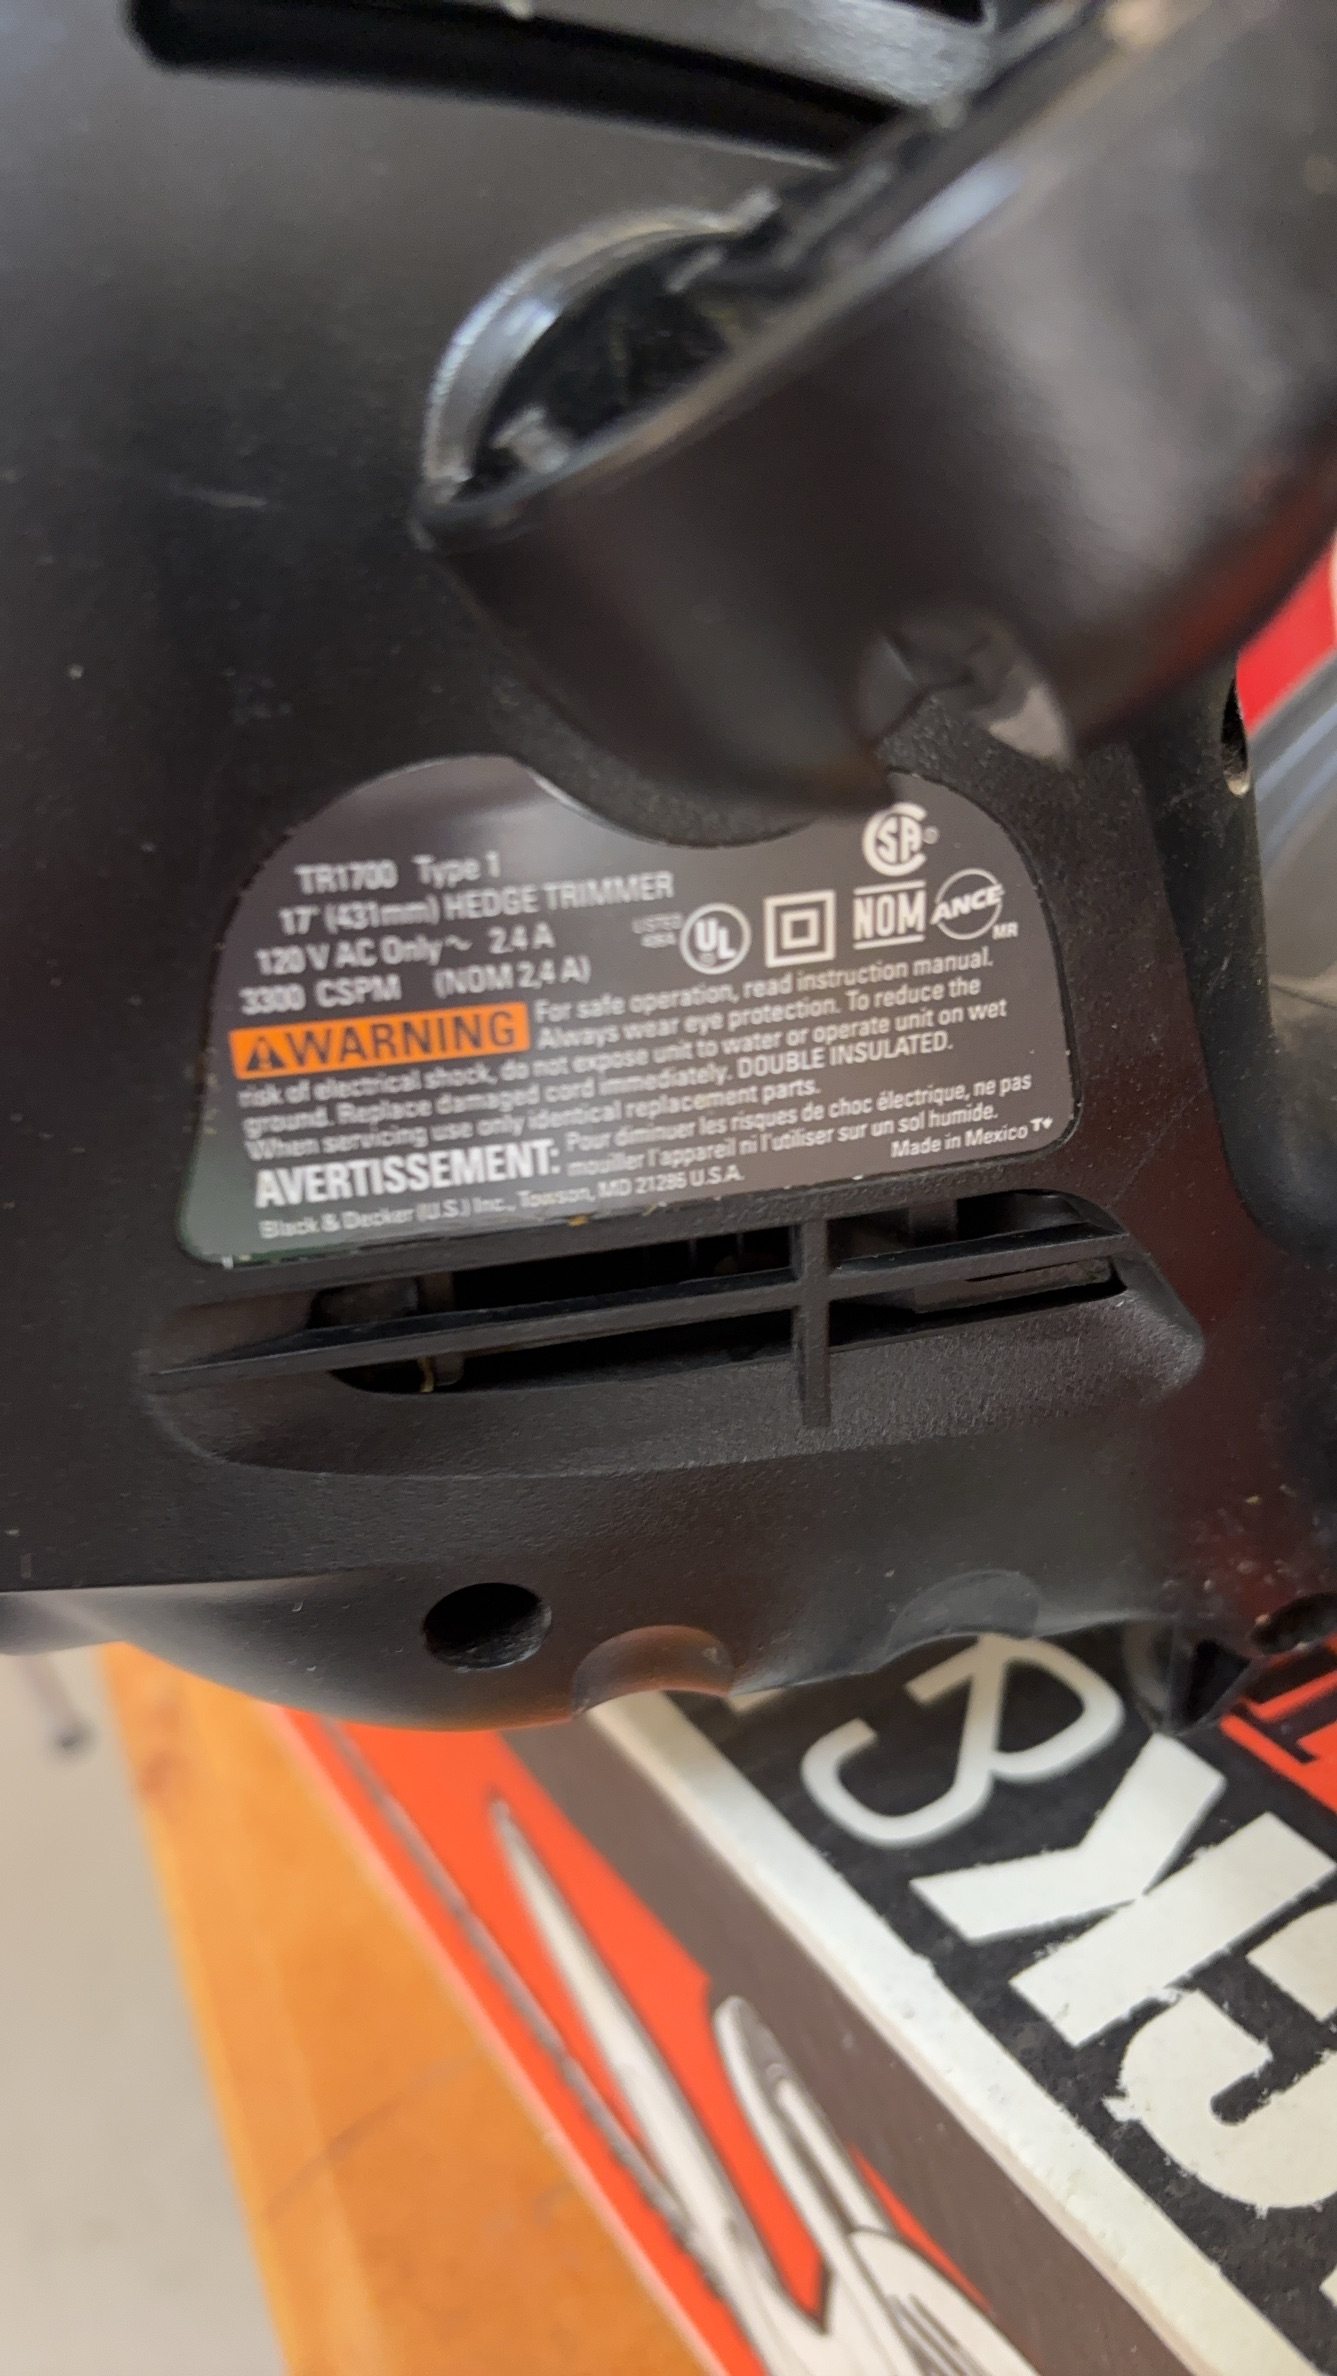 TR1700 Type 1
17" (431mm) HEDGE TRIMMER
120 V AC Only ~ 2.4 A
3300 CSPM (NOM 2,4 A)
LISTED
UL
SA
NOM
ANCE
MR
WARNING For safe operation, read instruction manual.
Always wear eye protection. To reduce the
risk of electrical shock, do not expose unit to water or operate unit on wet
ground. Replace damaged cord immediately. DOUBLE INSULATED.
When servicing use only identical replacement parts.
AVERTISSEMENT: Pour diminuer les risques de choc électrique, ne pas
mouiller l'appareil ni l'utiliser sur un sol humide.
Black & Decker (U.S.) Inc., Towson, MD 21286 U.S.A.
Made in Mexico